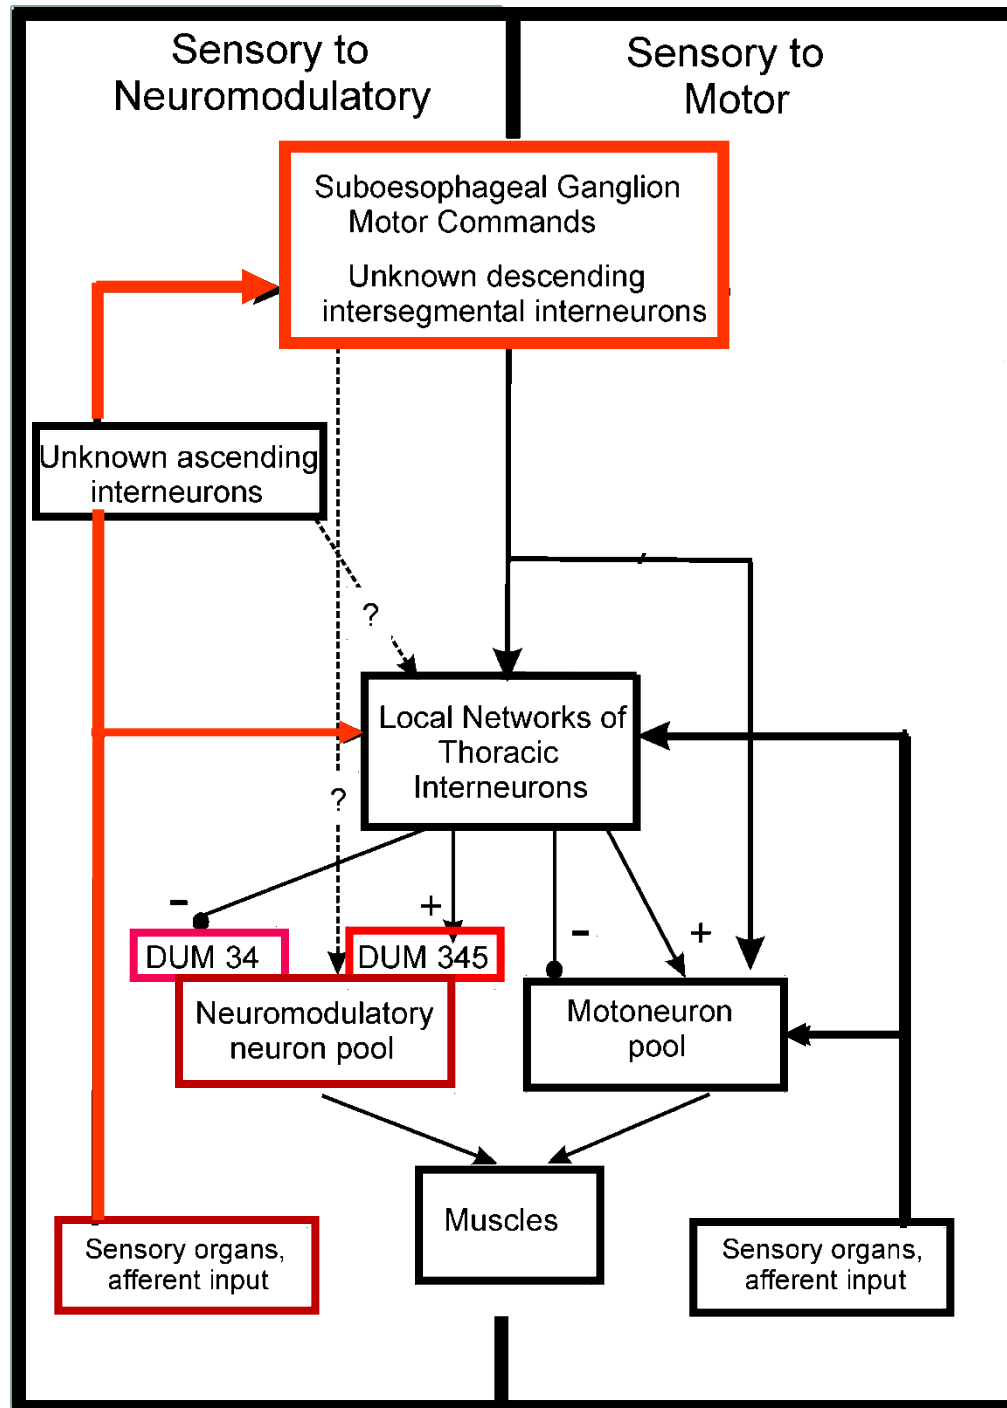 Sensory to
Neuromodulatory
Sensory to
Motor
Suboesophageal Ganglion
Motor Commands
Unknown descending
intersegmental interneurons
Unknown ascending
interneurons
?
Local Networks of
Thoracic
Interneurons
?
-
+
-
+
DUM 34
DUM 345
Neuromodulatory
neuron pool
Motoneuron
pool
Muscles
Sensory organs,
afferent input
Sensory organs,
afferent input